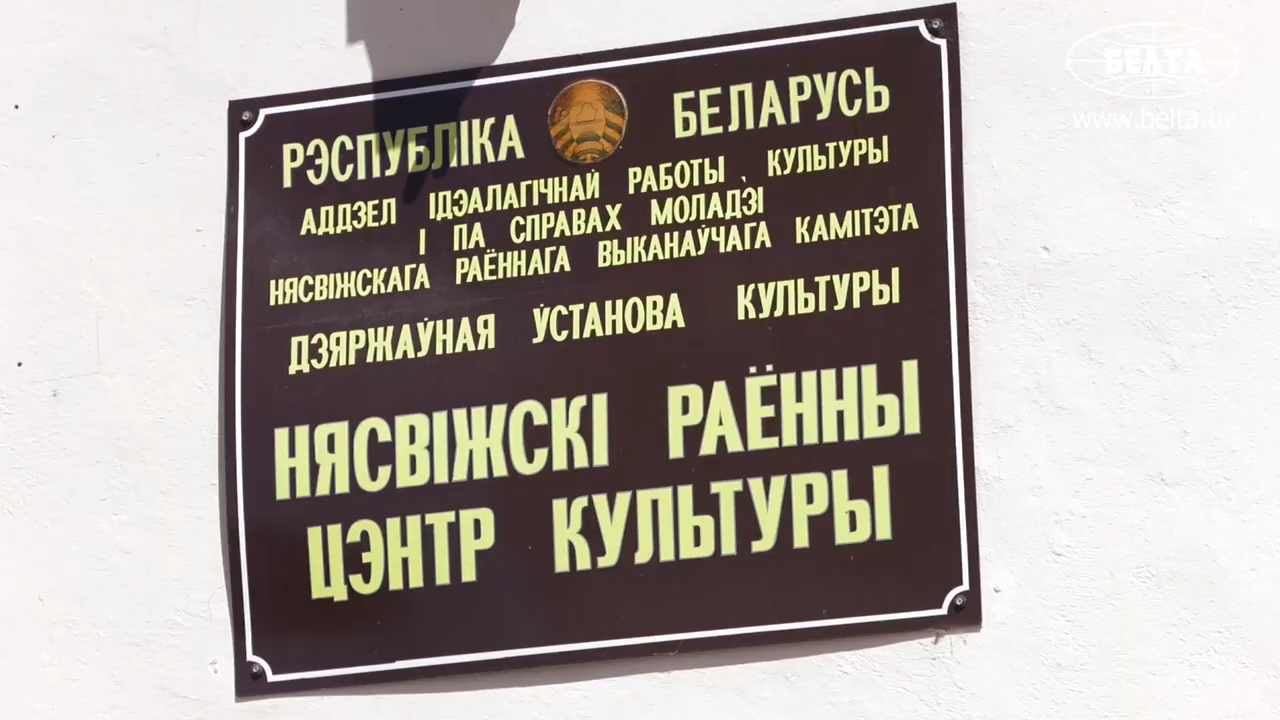 БЕЛТА
www.belta.by
РЭСПУБЛІКА БЕЛАРУСЬ
АДДЗЕЛ ІДЭАЛАГІЧНАЙ РАБОТЫ, КУЛЬТУРЫ
І ПА СПРАВАХ МОЛАДЗІ
НЯСВІЖСКАГА РАЁННАГА ВЫКАНАЎЧАГА КАМІТЭТА
ДЗЯРЖАЎНАЯ ЎСТАНОВА КУЛЬТУРЫ
НЯСВІЖСКІ РАЁННЫ
ЦЭНТР КУЛЬТУРЫ